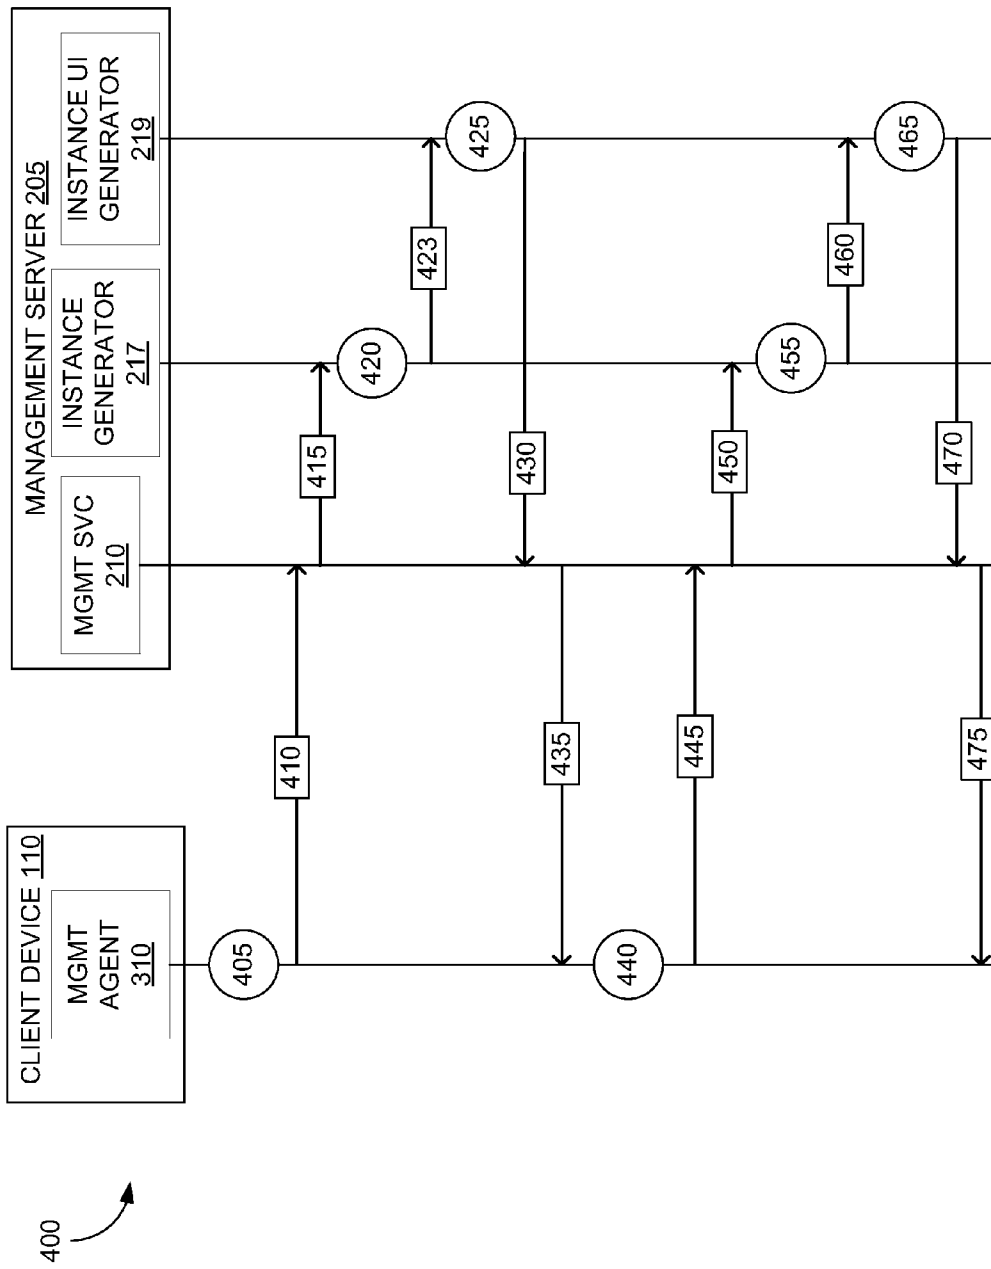 400
CLIENT DEVICE 110
MGMT
AGENT
310
MANAGEMENT SERVER 205
MGMT SVC
210
INSTANCE
GENERATOR
217
INSTANCE UI
GENERATOR
219
405
410
415
420
423
425
430
435
440
445
450
455
460
465
470
475